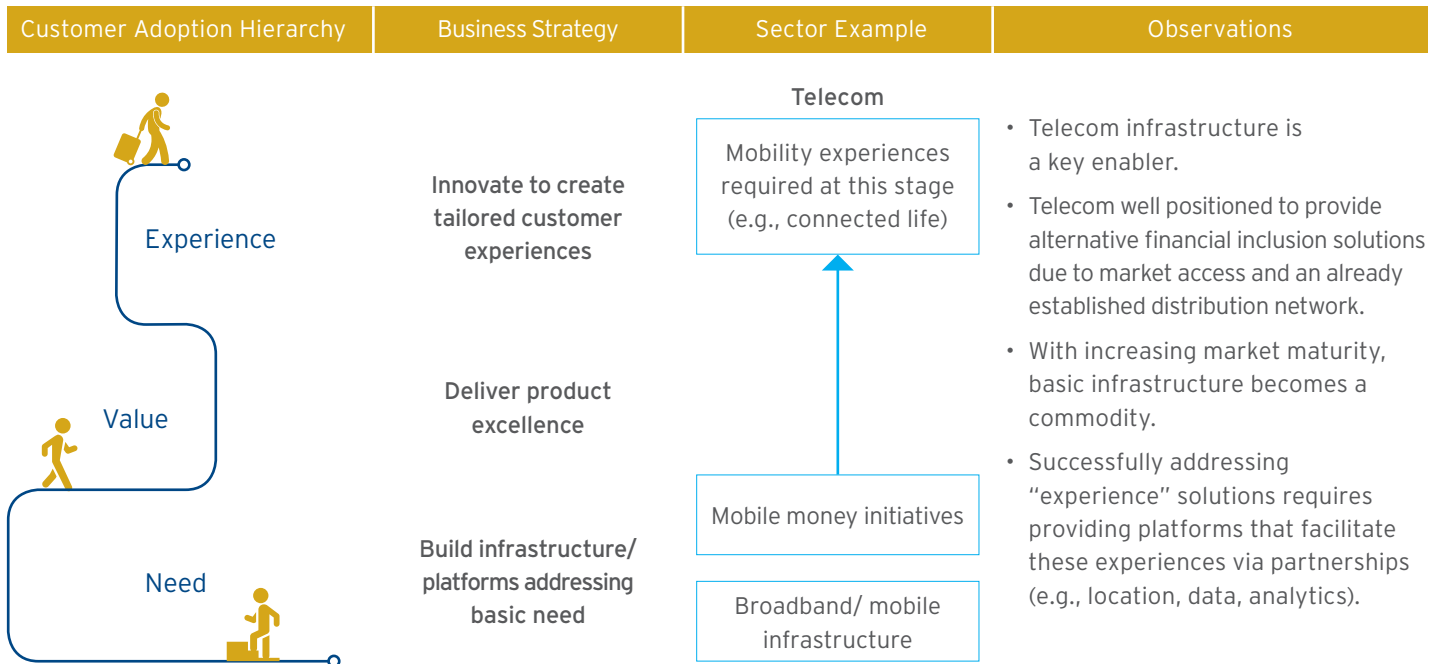 Customer Adoption Hierarchy
Business Strategy
Sector Example
Observations
Experience
Value
Need
Innovate to create
tailored customer
experiences
Deliver product
excellence
Build infrastructure/
platforms addressing
basic need
Telecom
Mobility experiences
required at this stage
(e.g., connected life)
Mobile money initiatives
Broadband/ mobile
infrastructure
• Telecom infrastructure is
a key enabler.
• Telecom well positioned to provide
alternative financial inclusion solutions
due to market access and an already
established distribution network.
• With increasing market maturity,
basic infrastructure becomes a
commodity.
• Successfully addressing
“experience” solutions requires
providing platforms that facilitate
these experiences via partnerships
(e.g., location, data, analytics).